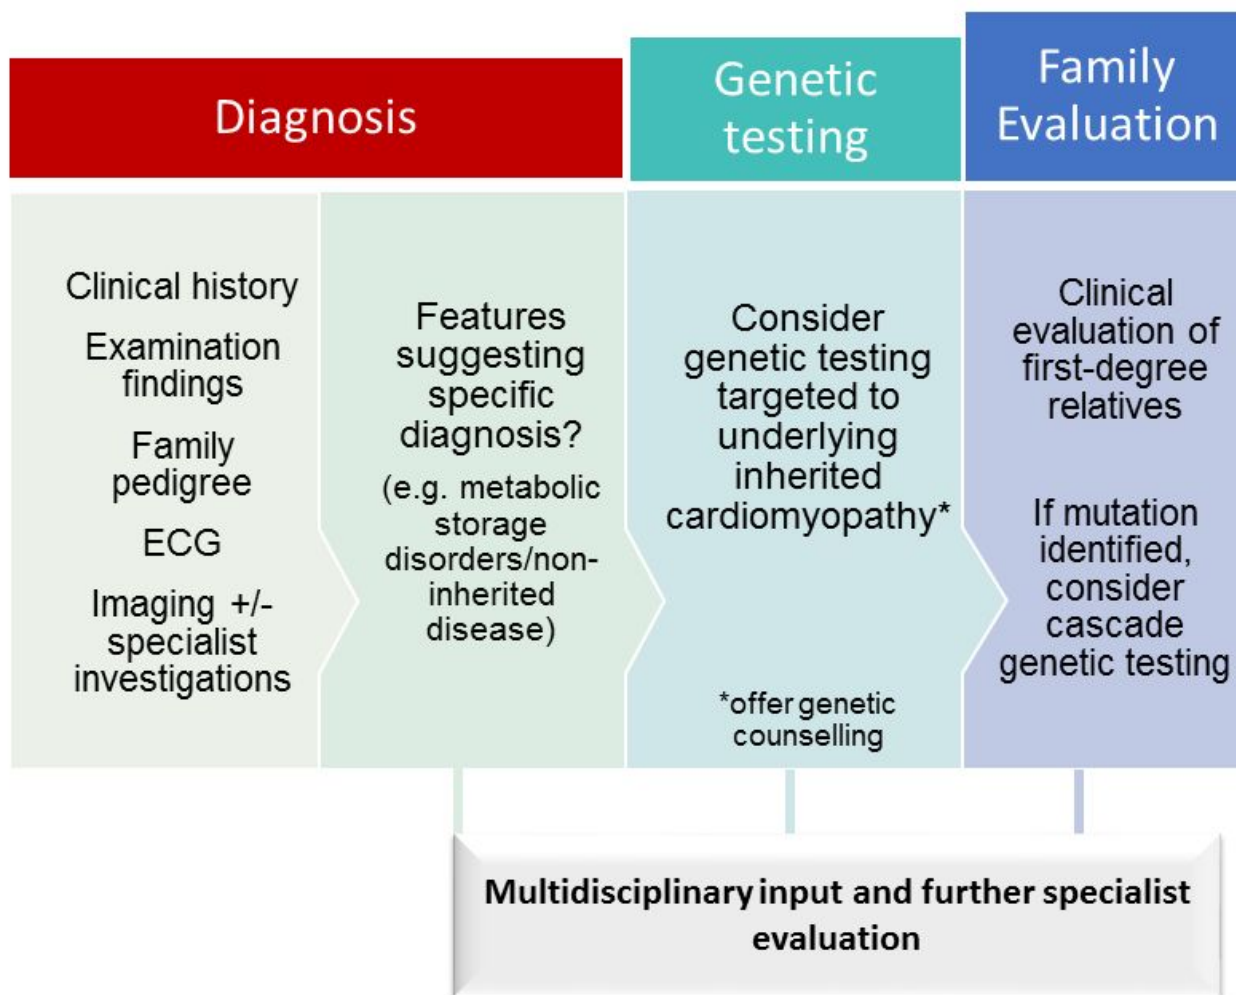 Diagnosis
Genetic
testing
Family
Evaluation
Clinical history
Examination
findings
Family
pedigree
ECG
Imaging +/-
specialist
investigations
Features
suggesting
specific
diagnosis?
(e.g. metabolic
storage
disorders/non-
inherited
disease)
Consider
genetic testing
targeted to
underlying
inherited
cardiomyopathy*
*offer genetic
counselling
Clinical
evaluation of
first-degree
relatives
If mutation
identified,
consider
cascade
genetic testing
Multidisciplinary input and further specialist
evaluation